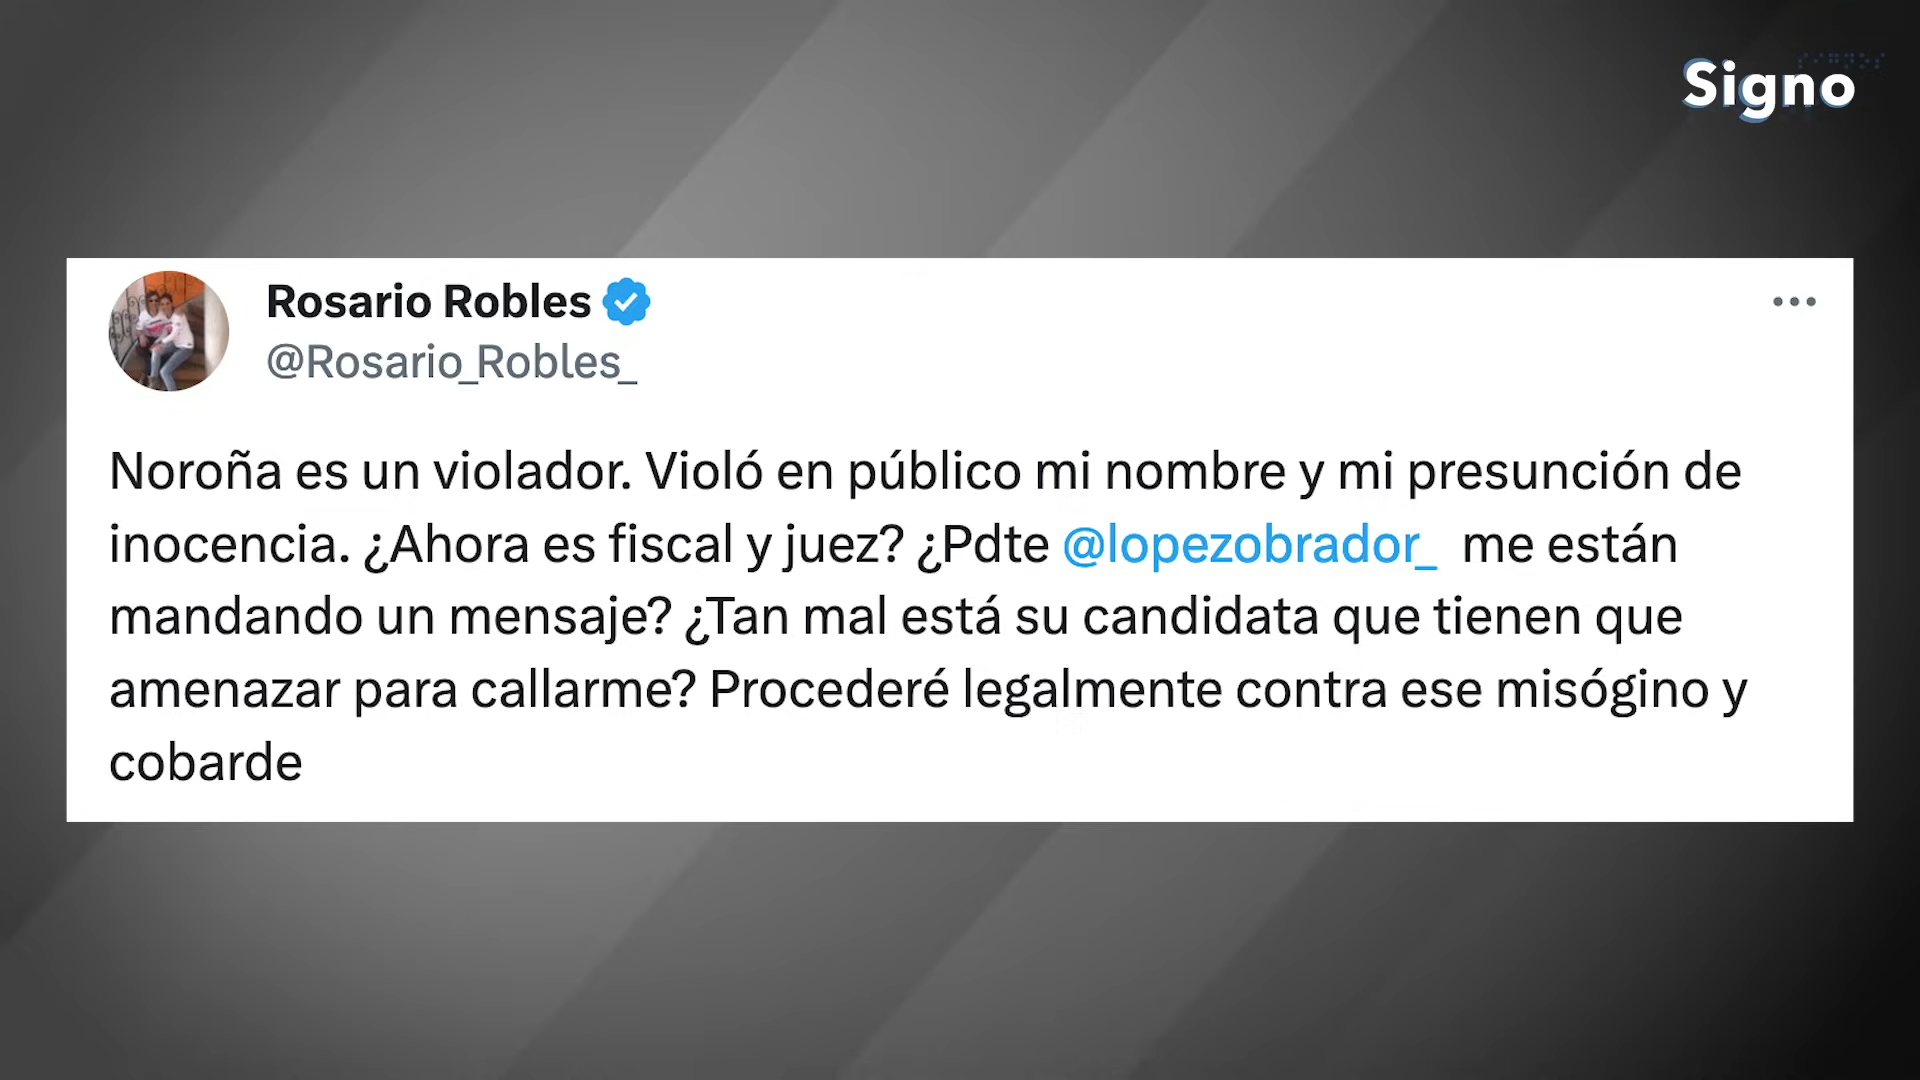 Signo
Rosario Robles
@Rosario_Robles_
Noroña es un violador. Violó en público mi nombre y mi presunción de
inocencia. ¿Ahora es fiscal y juez? ¿Pdte @lopezobrador_ me están
mandando un mensaje? ¿Tan mal está su candidata que tienen que
amenazar para callarme? Procederé legalmente contra ese misógino y
cobarde